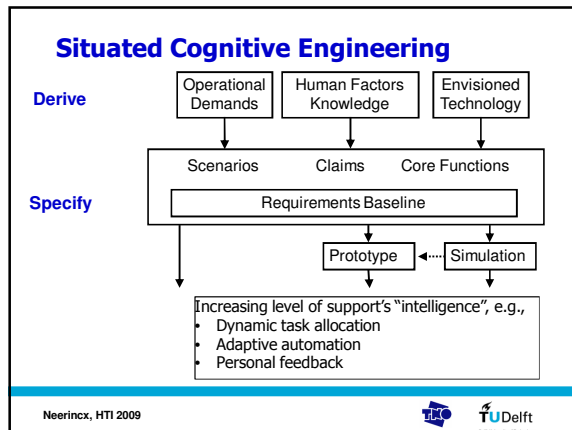 Situated Cognitive Engineering
Derive
Operational
Demands
Human Factors
Knowledge
Envisioned
Technology
Scenarios Claims Core Functions
Specify
Requirements Baseline
Prototype Simulation
Increasing level of support's "intelligence", e.g.,
• Dynamic task allocation
• Adaptive automation
• Personal feedback
Neerincx, HTI 2009
TNO
TUDelft